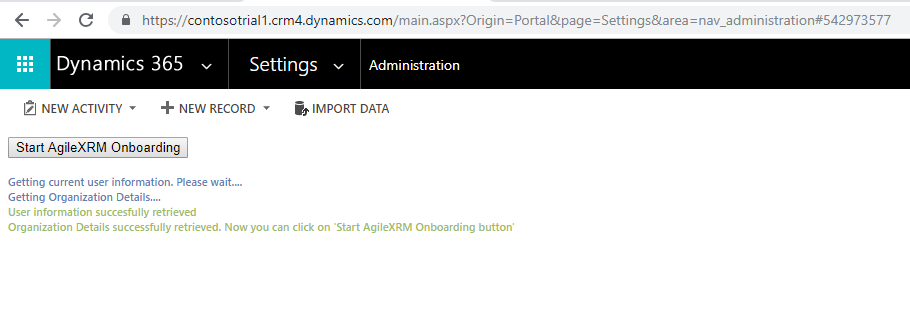 https://contosotrial1.crm4.dynamics.com/main.aspx?Origin=Portal&page=Settings&area=nav_administration#542973577
Dynamics 365 Settings Administration
NEW ACTIVITY NEW RECORD IMPORT DATA
Start AgileXRM Onboarding
Getting current user information. Please wait....
Getting Organization Details....
User information succesfully retrieved
Organization Details successfully retrieved. Now you can click on 'Start AgileXRM Onboarding button'